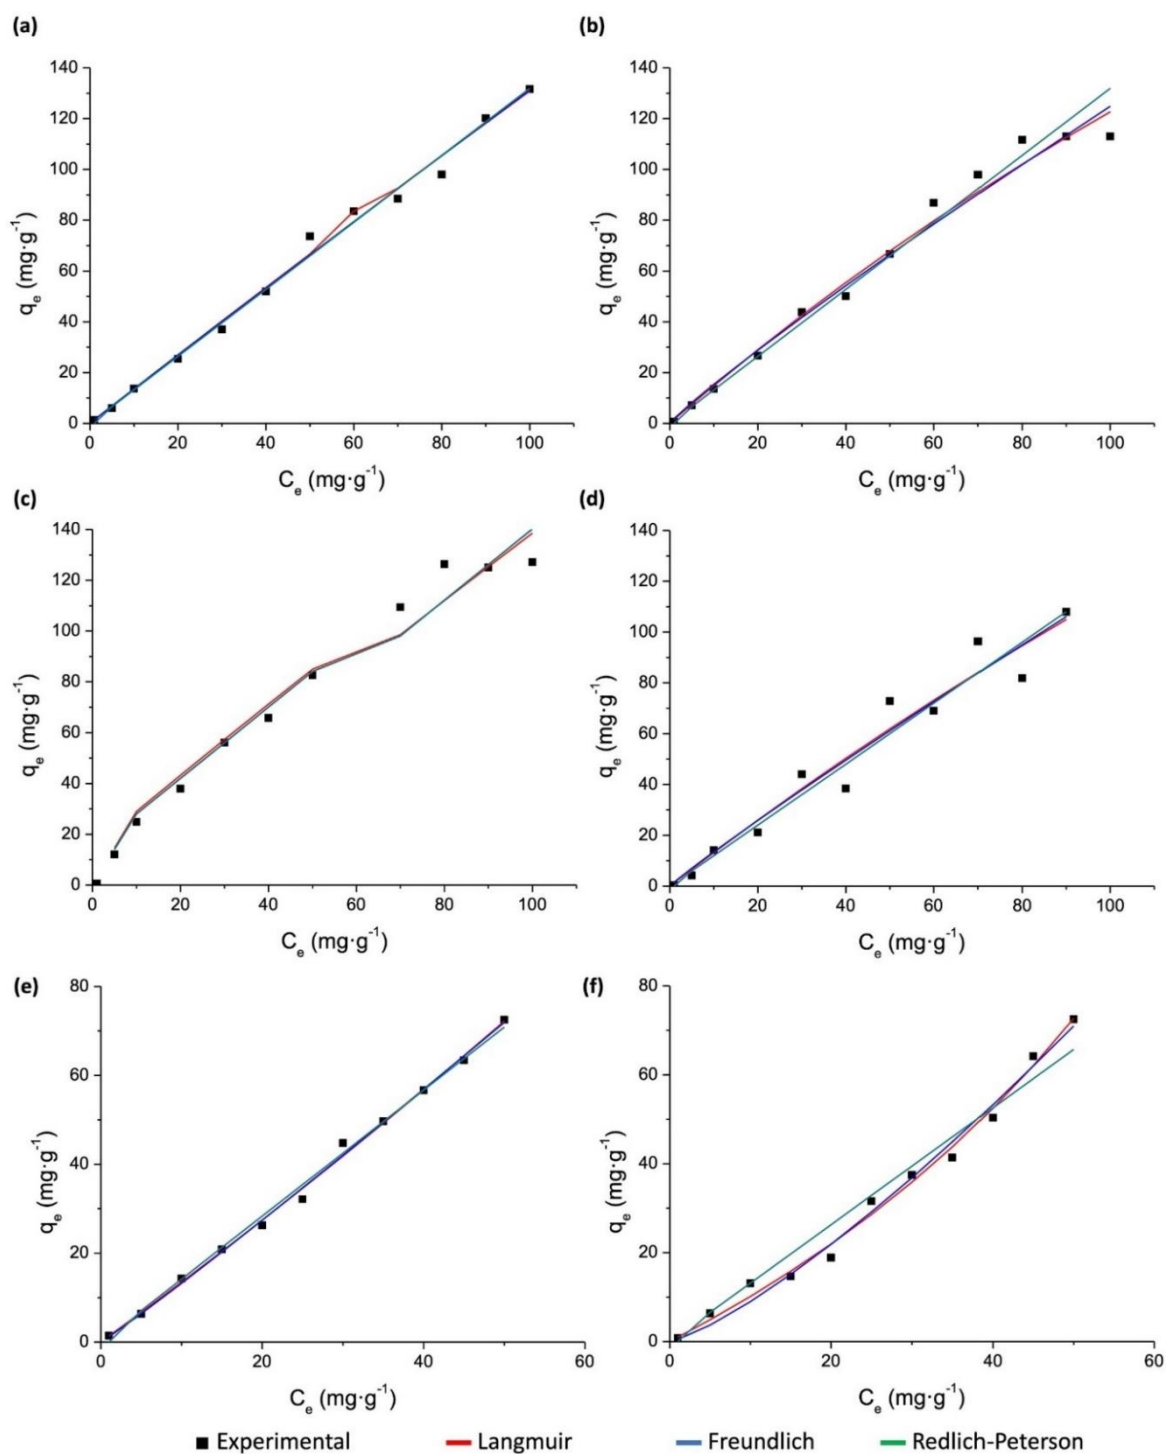 (a)
140
120
100
80
60
40
20
0
qₑ (mg·g⁻¹)
0 20 40 60 80 100
Cₑ (mg·g⁻¹)
(b)
140
120
100
80
60
40
20
0
qₑ (mg·g⁻¹)
0 20 40 60 80 100
Cₑ (mg·g⁻¹)
(c)
140
120
100
80
60
40
20
0
qₑ (mg·g⁻¹)
0 20 40 60 80 100
Cₑ (mg·g⁻¹)
(d)
140
120
100
80
60
40
20
0
qₑ (mg·g⁻¹)
0 20 40 60 80 100
Cₑ (mg·g⁻¹)
(e)
80
60
40
20
0
qₑ (mg·g⁻¹)
0 20 40 60
Cₑ (mg·g⁻¹)
(f)
80
60
40
20
0
qₑ (mg·g⁻¹)
0 20 40 60
Cₑ (mg·g⁻¹)
Experimental Langmuir Freundlich Redlich-Peterson